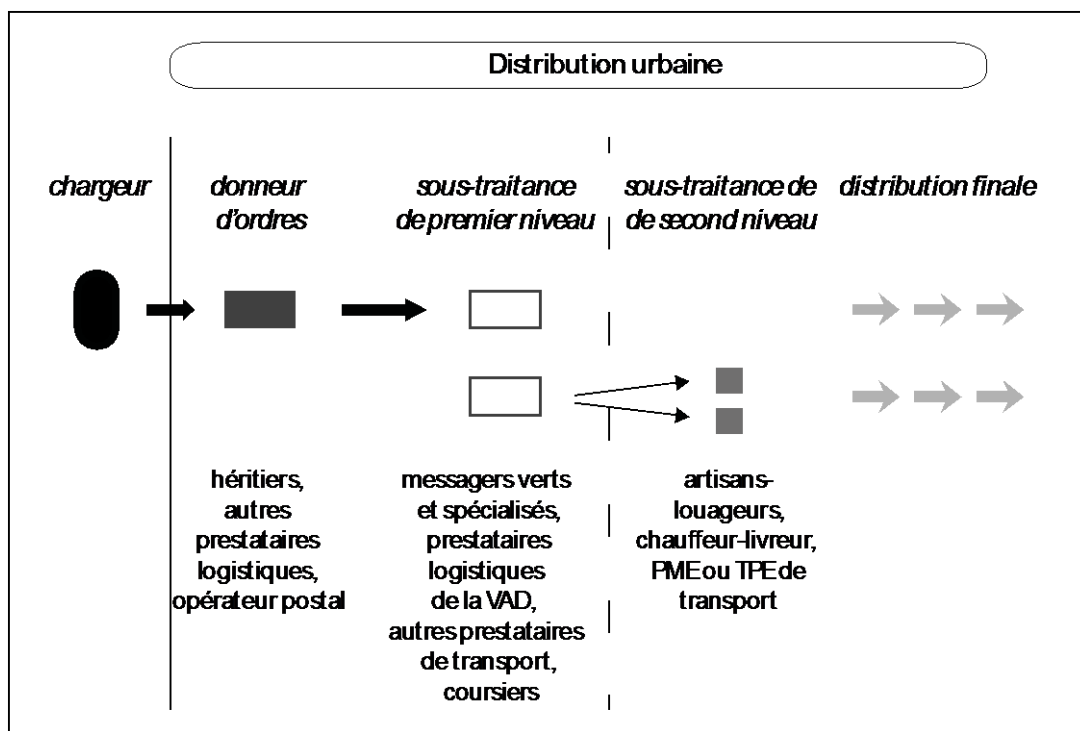 Distribution urbaine
chargeur
donneur
d'ordres
sous-traitance
de premier niveau
sous-traitance de
de second niveau
distribution finale
héritiers,
autres
prestataires
logistiques,
opérateur postal
messagers verts
et spécialisés,
prestataires
logistiques
de la VAD,
autres prestataires
de transport,
coursiers
artisans-
louageurs,
chauffeur-livreur,
PME ou TPE de
transport